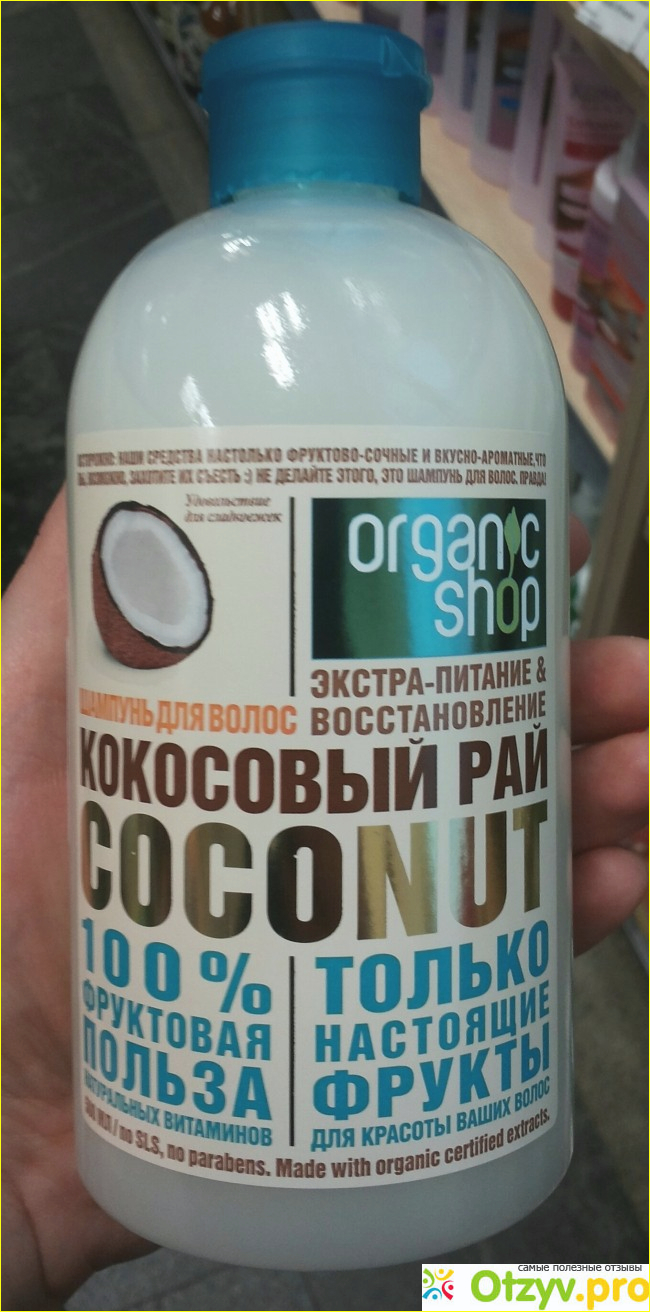 ОСТОРОЖНО: НАШИ СРЕДСТВА НАСТОЛЬКО ФРУКТОВО-СОЧНЫЕ И ВКУСНО-АРОМАТНЫЕ, ЧТО
ВЫ, ВОЗМОЖНО, ЗАХОТИТЕ ИХ СЪЕСТЬ :) НЕ ДЕЛАЙТЕ ЭТОГО, ЭТО ШАМПУНЬ ДЛЯ ВОЛОС. ПРАВДА!
Удовольствие
для сладкоежек
organic
shop
ЭКСТРА-ПИТАНИЕ &
ВОССТАНОВЛЕНИЕ
ШАМПУНЬ ДЛЯ ВОЛОС
КОКОСОВЫЙ РАЙ
COCONUT
100%
ФРУКТОВАЯ
ПОЛЬЗА
НАТУРАЛЬНЫХ ВИТАМИНОВ
ТОЛЬКО
НАСТОЯЩИЕ
ФРУКТЫ
ДЛЯ КРАСОТЫ ВАШИХ ВОЛОС
МЛ / no SLS, no parabens. Made with organic certified extracts.
самые полезные отзывы
Otzyv.pro